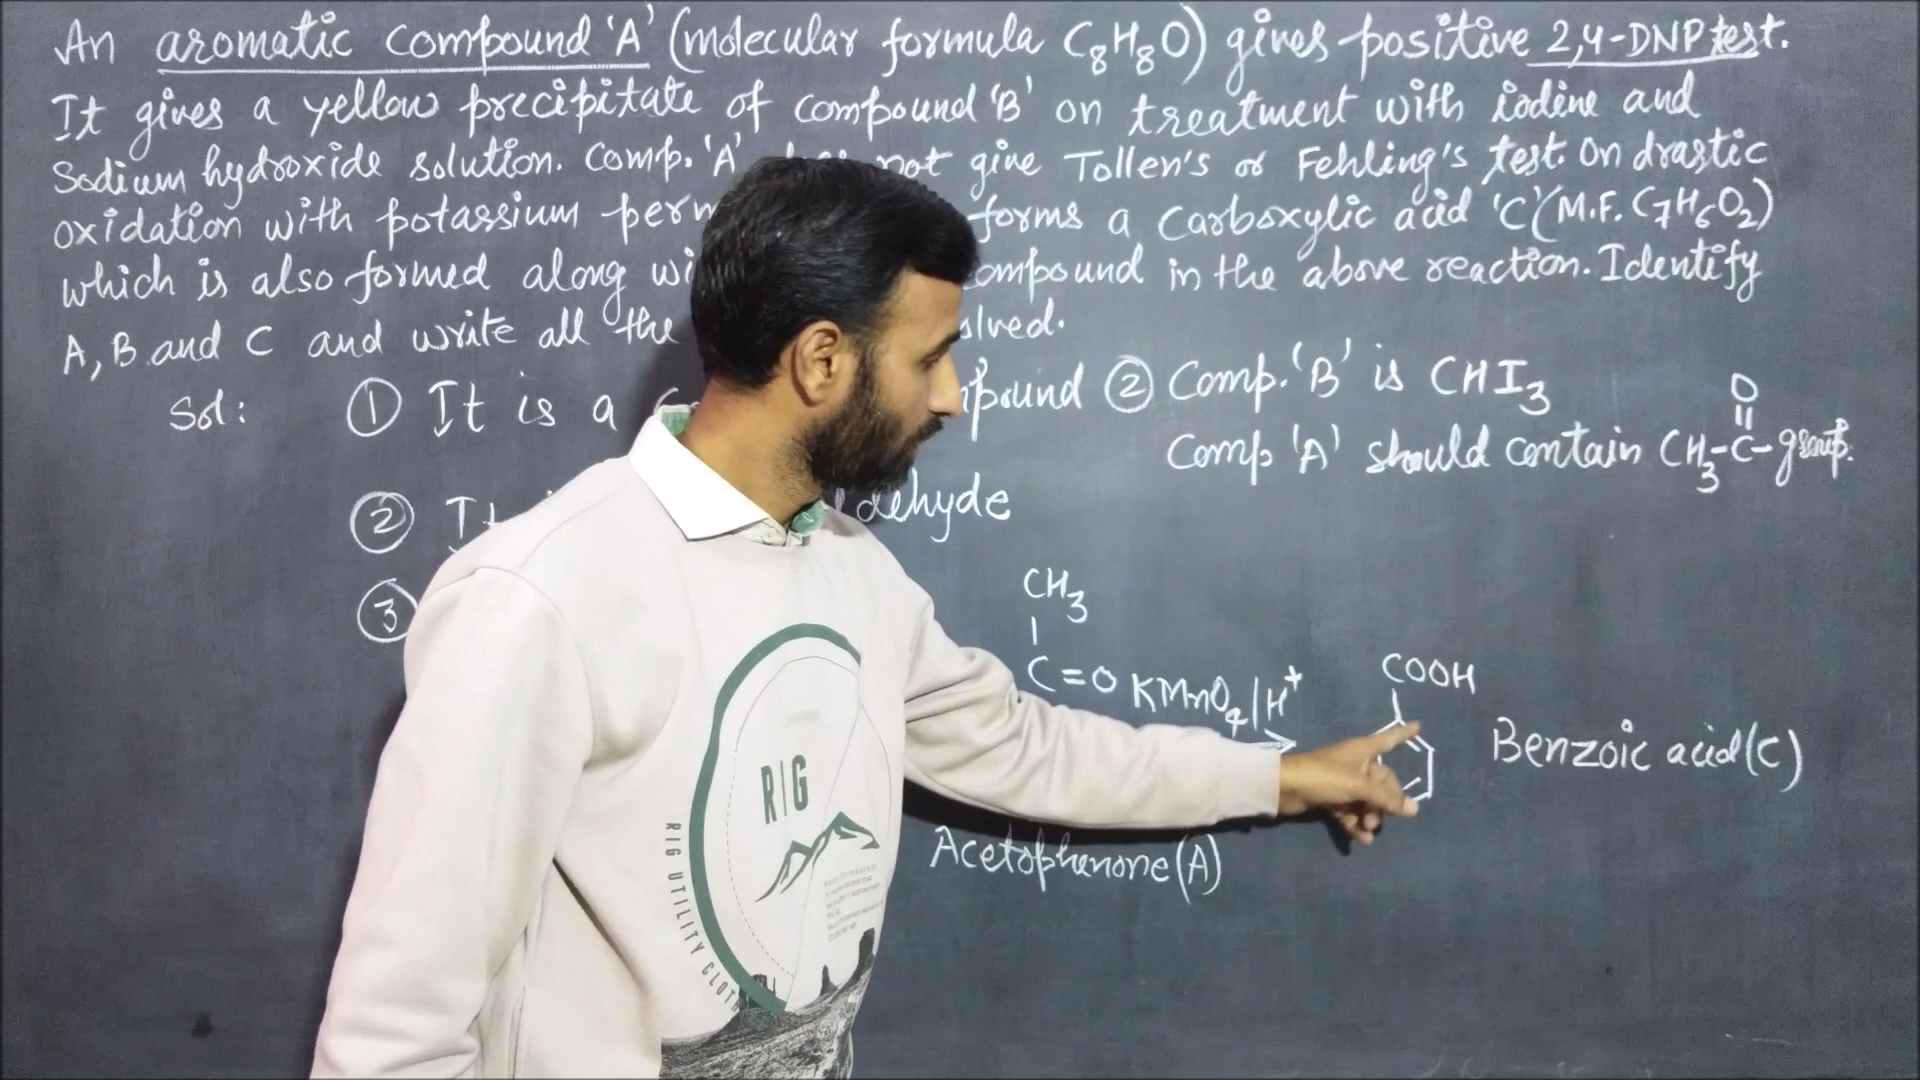 An aromatic compound 'A' (molecular formula C₈H₈O) gives positive 2,4-DNP test.
It gives a yellow precipitate of compound 'B' on treatment with iodine and
Sodium hydroxide solution. Comp. 'A' not give Tollen's or Fehling's test. On drastic
oxidation with potassium forms a Carboxylic acid 'C' (M.F. C₇H₆O₂)
which is also formed along in the above reaction. Identify
A, B and C and write all the
Sol: ① It is a ② Comp. 'B' is CHI₃
O
||
Comp 'A' should contain CH₃-C- group.
② It
③
CH₃
|
C=O KMnO₄/H⁺
COOH
Benzoic acid (C)
Acetophenone (A)
RIG
RIG UTILITY